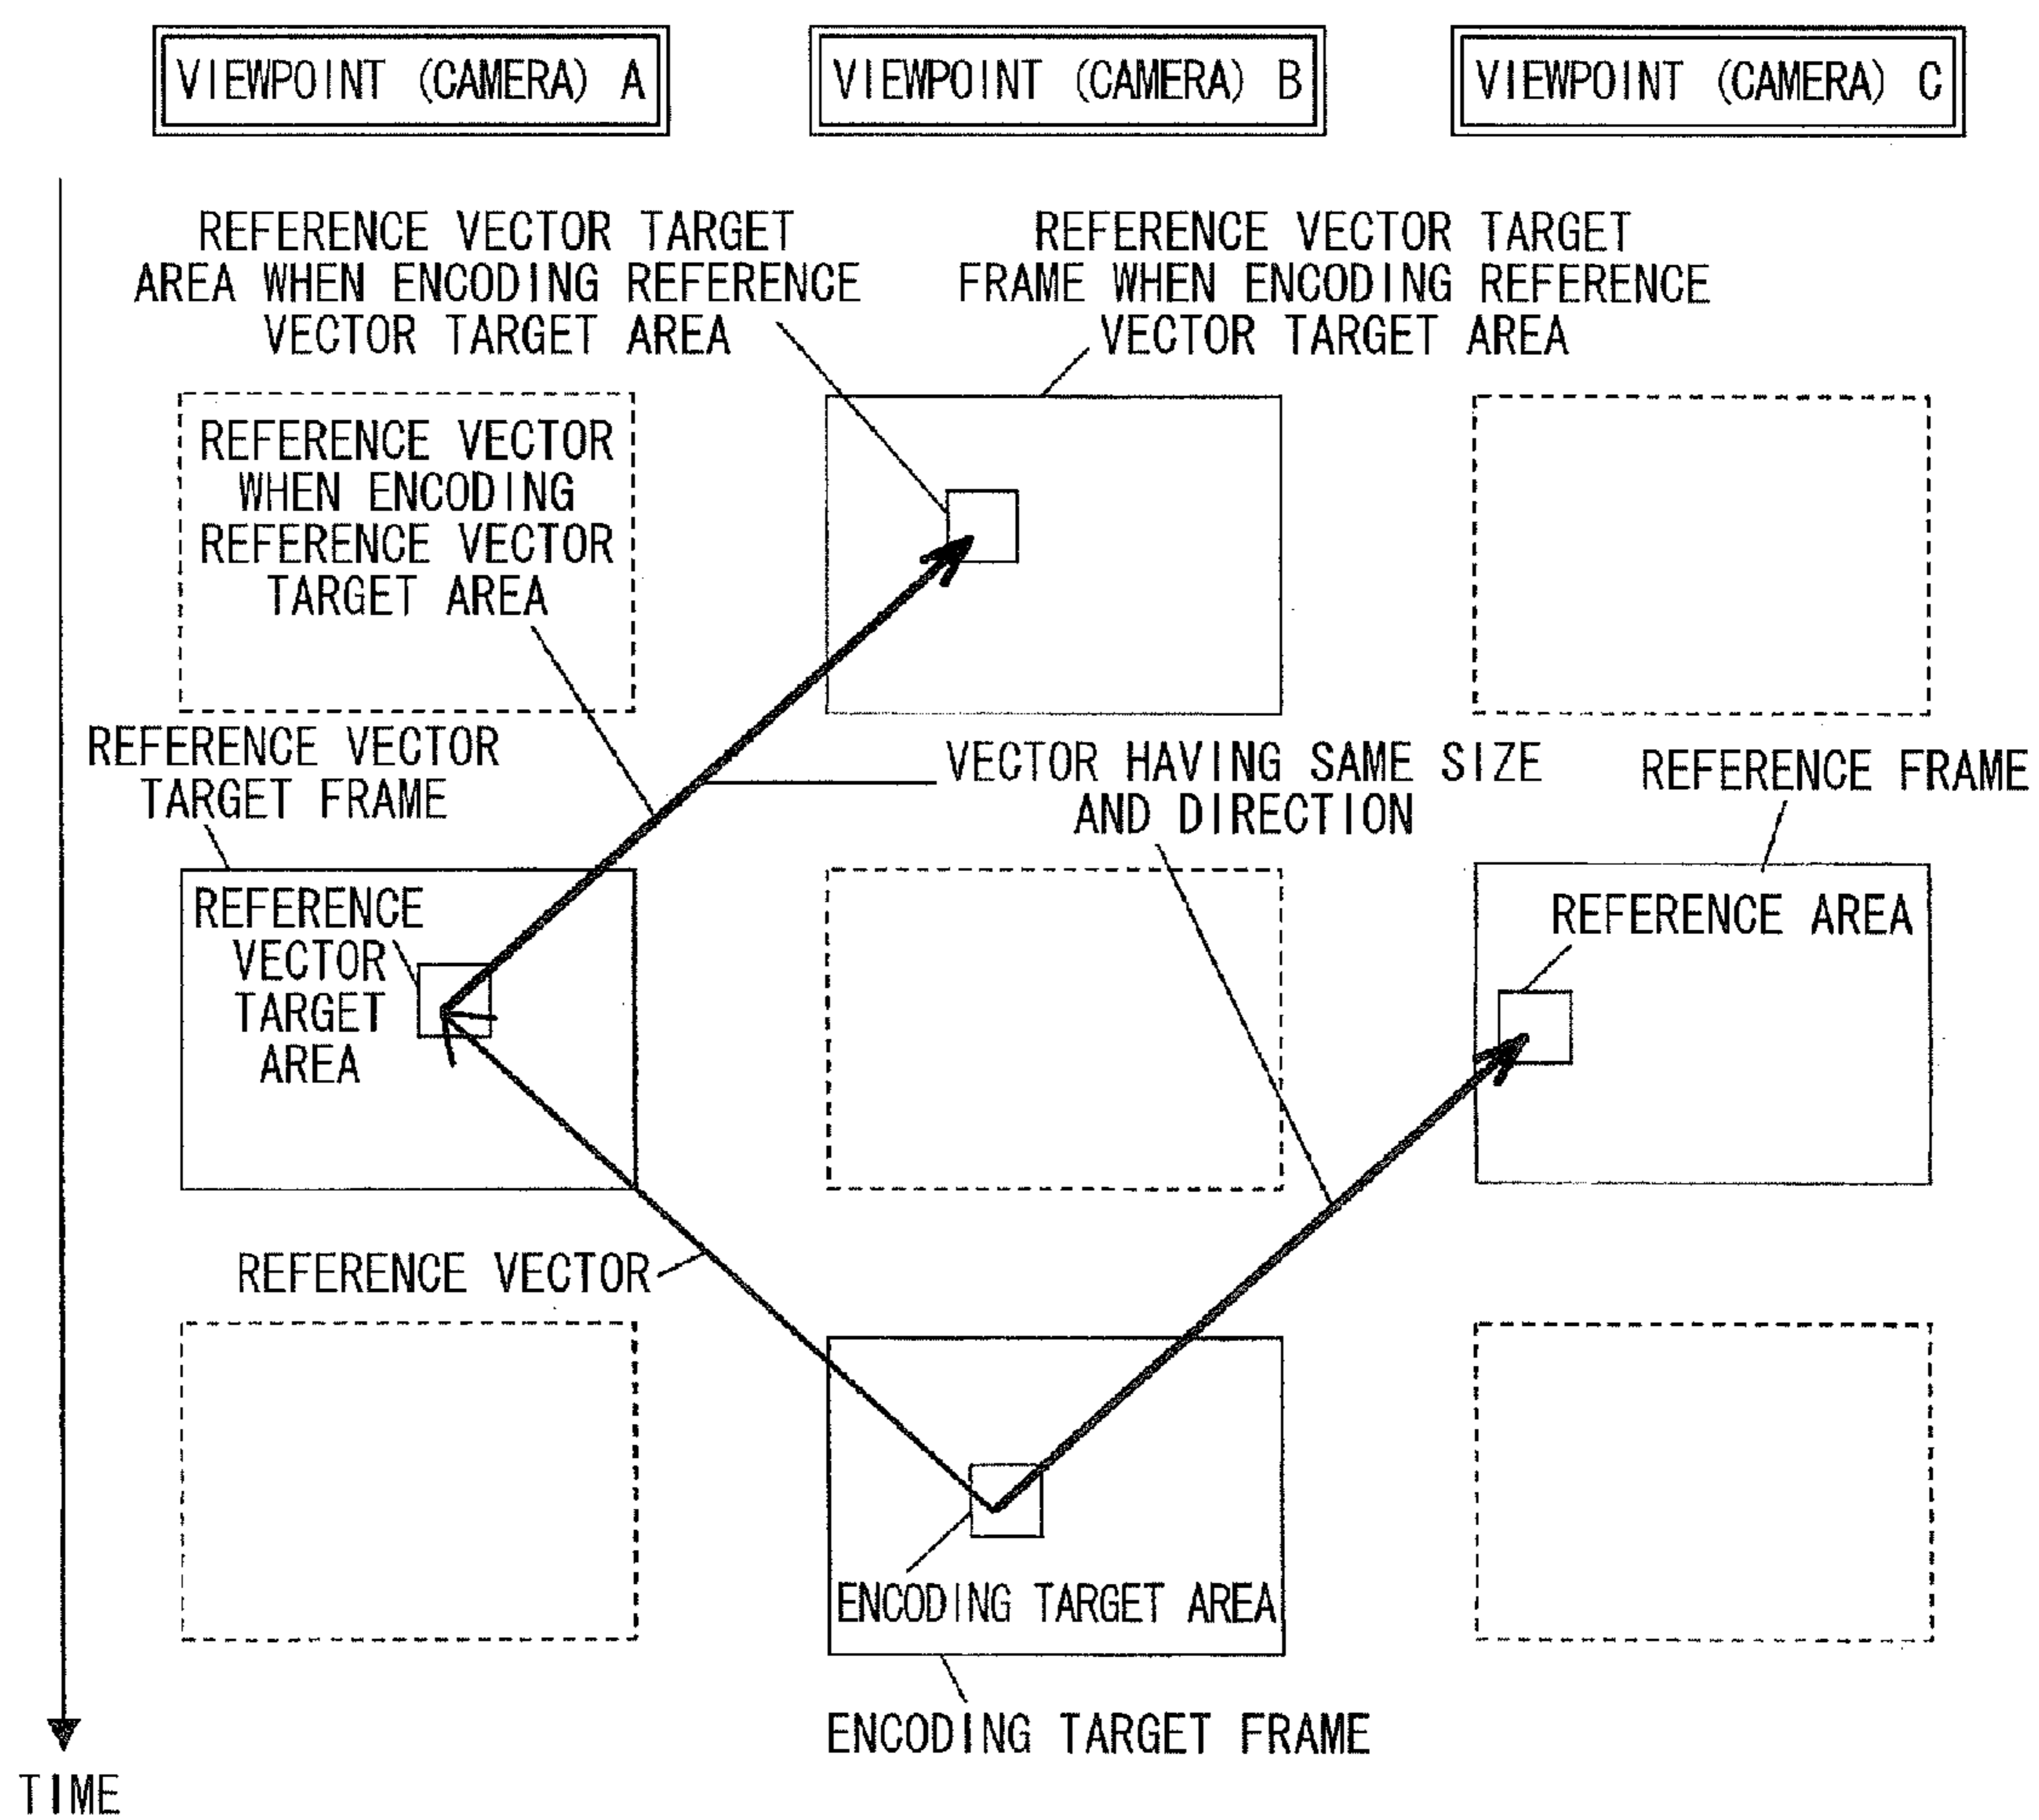 VIEWPOINT (CAMERA) A
VIEWPOINT (CAMERA) B
VIEWPOINT (CAMERA) C
REFERENCE VECTOR TARGET
AREA WHEN ENCODING REFERENCE
VECTOR TARGET AREA
REFERENCE VECTOR TARGET
FRAME WHEN ENCODING REFERENCE
VECTOR TARGET AREA
REFERENCE VECTOR
WHEN ENCODING
REFERENCE VECTOR
TARGET AREA
REFERENCE VECTOR
TARGET FRAME
VECTOR HAVING SAME SIZE
AND DIRECTION
REFERENCE FRAME
REFERENCE
VECTOR
TARGET
AREA
REFERENCE AREA
REFERENCE VECTOR
ENCODING TARGET AREA
ENCODING TARGET FRAME
TIME